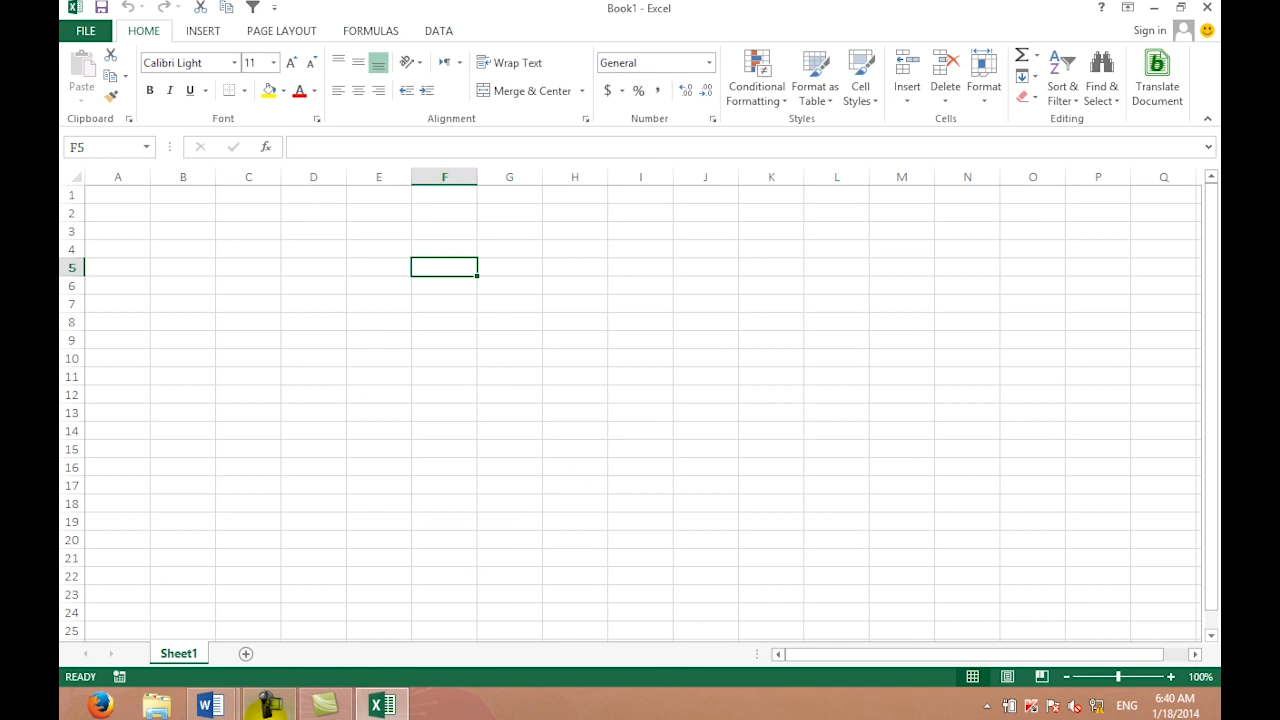 Book1 - Excel
?
FILE HOME INSERT PAGE LAYOUT FORMULAS DATA
Sign in
Paste
Calibri Light 11
Wrap Text
General
B I U A
Merge & Center
$ % ,
Conditional Formatting
Format as Table
Cell Styles
Insert
Delete
Format
Sort & Filter
Find & Select
Translate Document
Clipboard Font Alignment Number Styles Cells Editing
F5
fx
A B C D E F G H I J K L M N O P Q
1
2
3
4
5
6
7
8
9
10
11
12
13
14
15
16
17
18
19
20
21
22
23
24
25
Sheet1
READY
100%
ENG
6:40 AM
1/18/2014